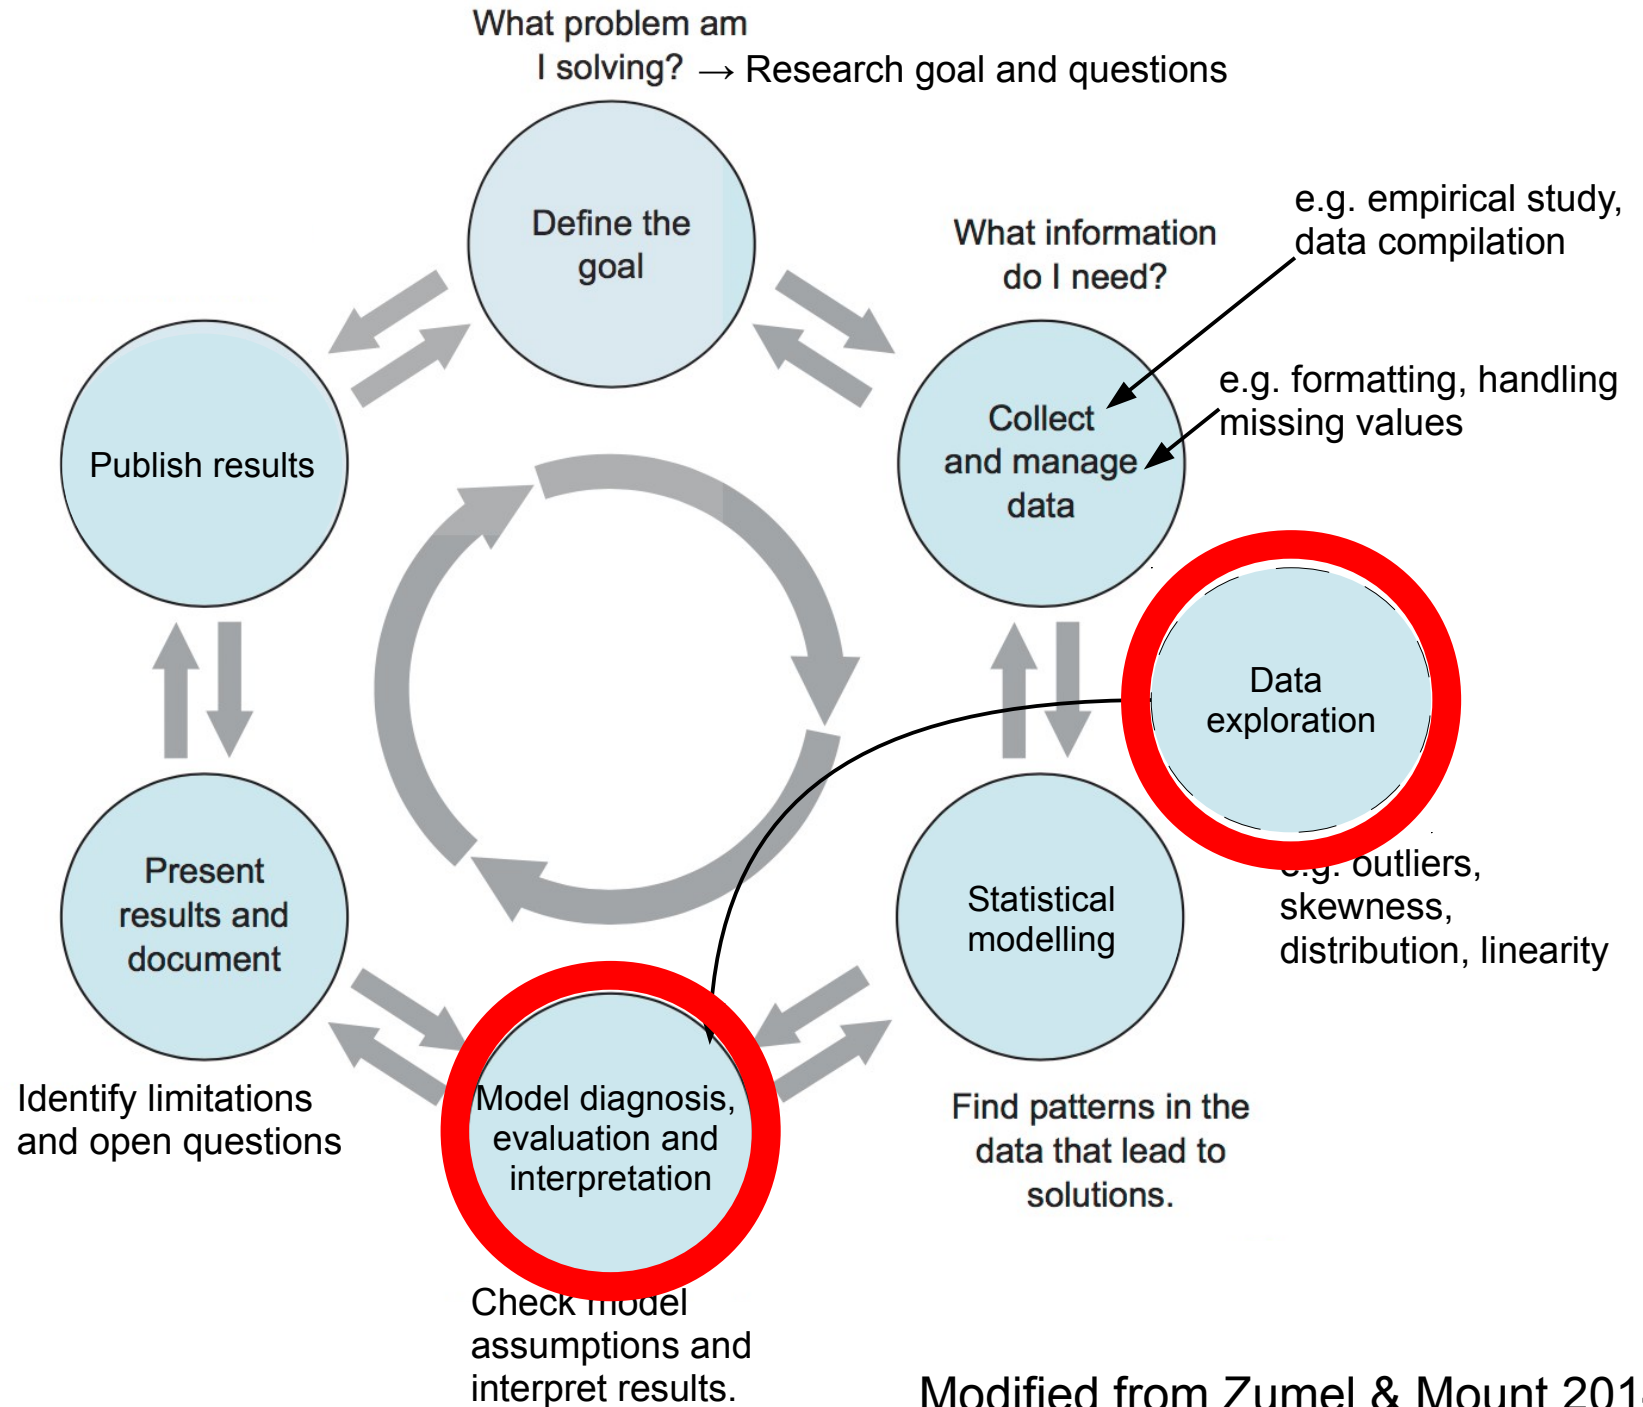 What problem am
I solving? → Research goal and questions
Define the
goal
e.g. empirical study,
data compilation
What information
do I need?
e.g. formatting, handling
missing values
Collect
and manage
data
Publish results
Data
exploration
e.g. outliers,
skewness,
distribution, linearity
Statistical
modelling
Find patterns in the
data that lead to
solutions.
Present
results and
document
Identify limitations
and open questions
Model diagnosis,
evaluation and
interpretation
Check model
assumptions and
interpret results.
Modified from Zumel & Mount